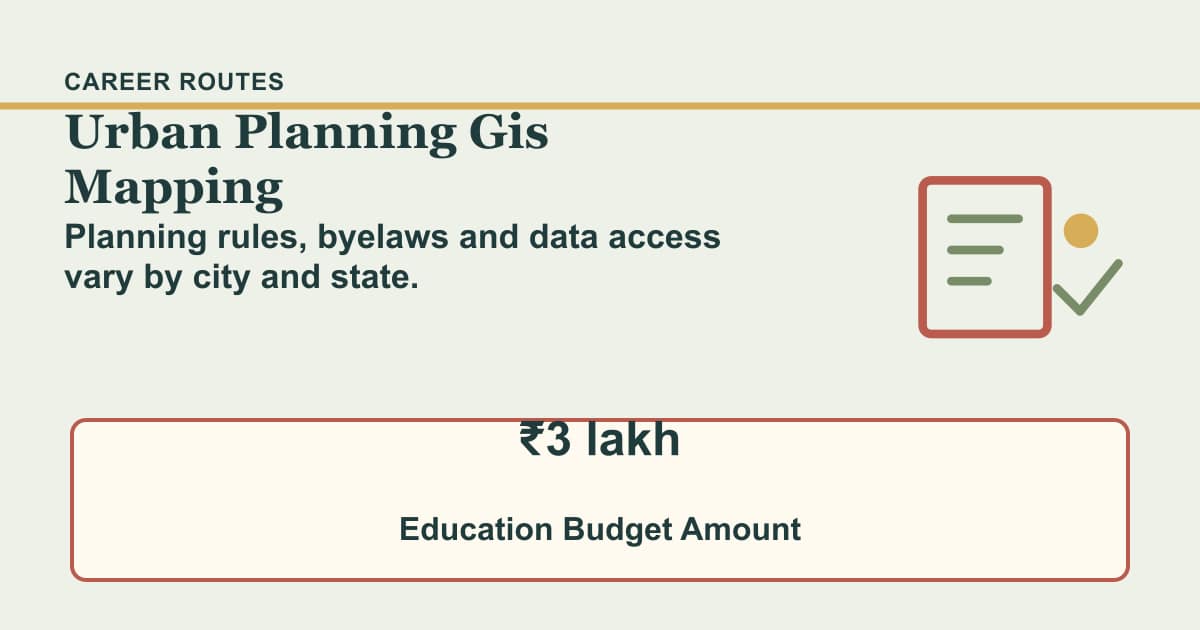 CAREER ROUTES
Urban Planning Gis
Mapping
Planning rules, byelaws and data access
vary by city and state.
₹3 lakh
Education Budget Amount